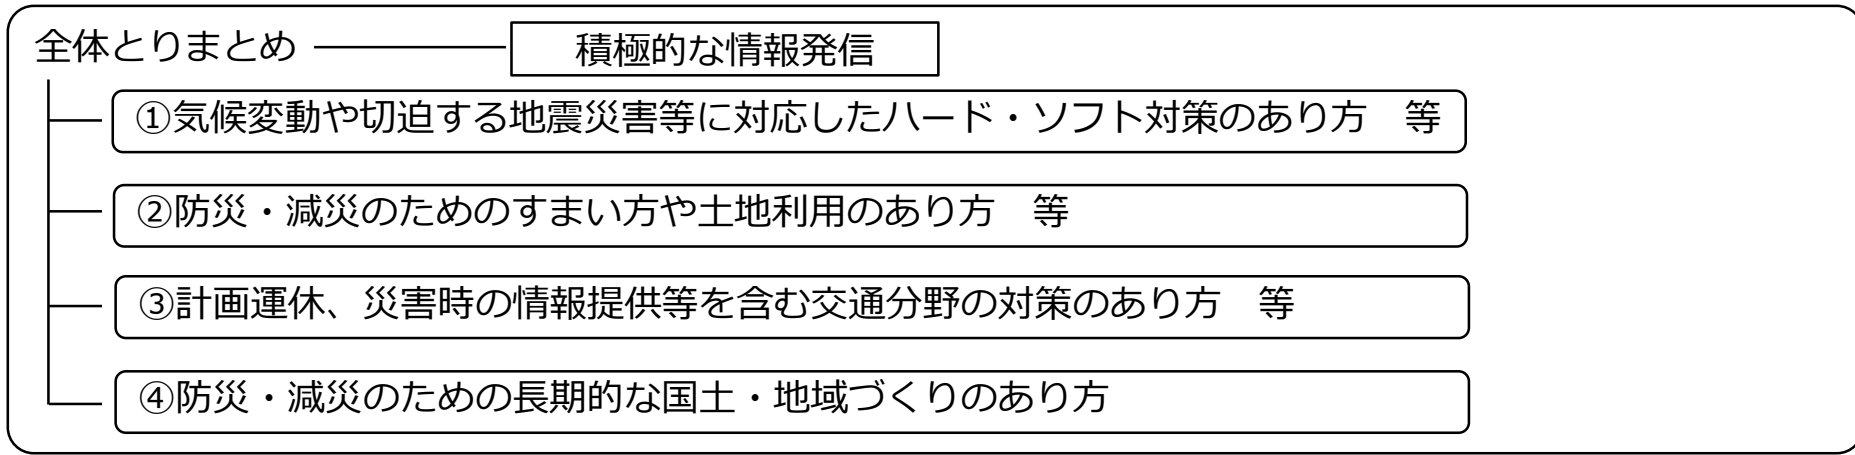 全体とりまとめ
積極的な情報発信
①気候変動や切迫する地震災害等に対応したハード・ソフト対策のあり方　等
②防災・減災のためのすまい方や土地利用のあり方　等
③計画運休、災害時の情報提供等を含む交通分野の対策のあり方　等
④防災・減災のための長期的な国土・地域づくりのあり方